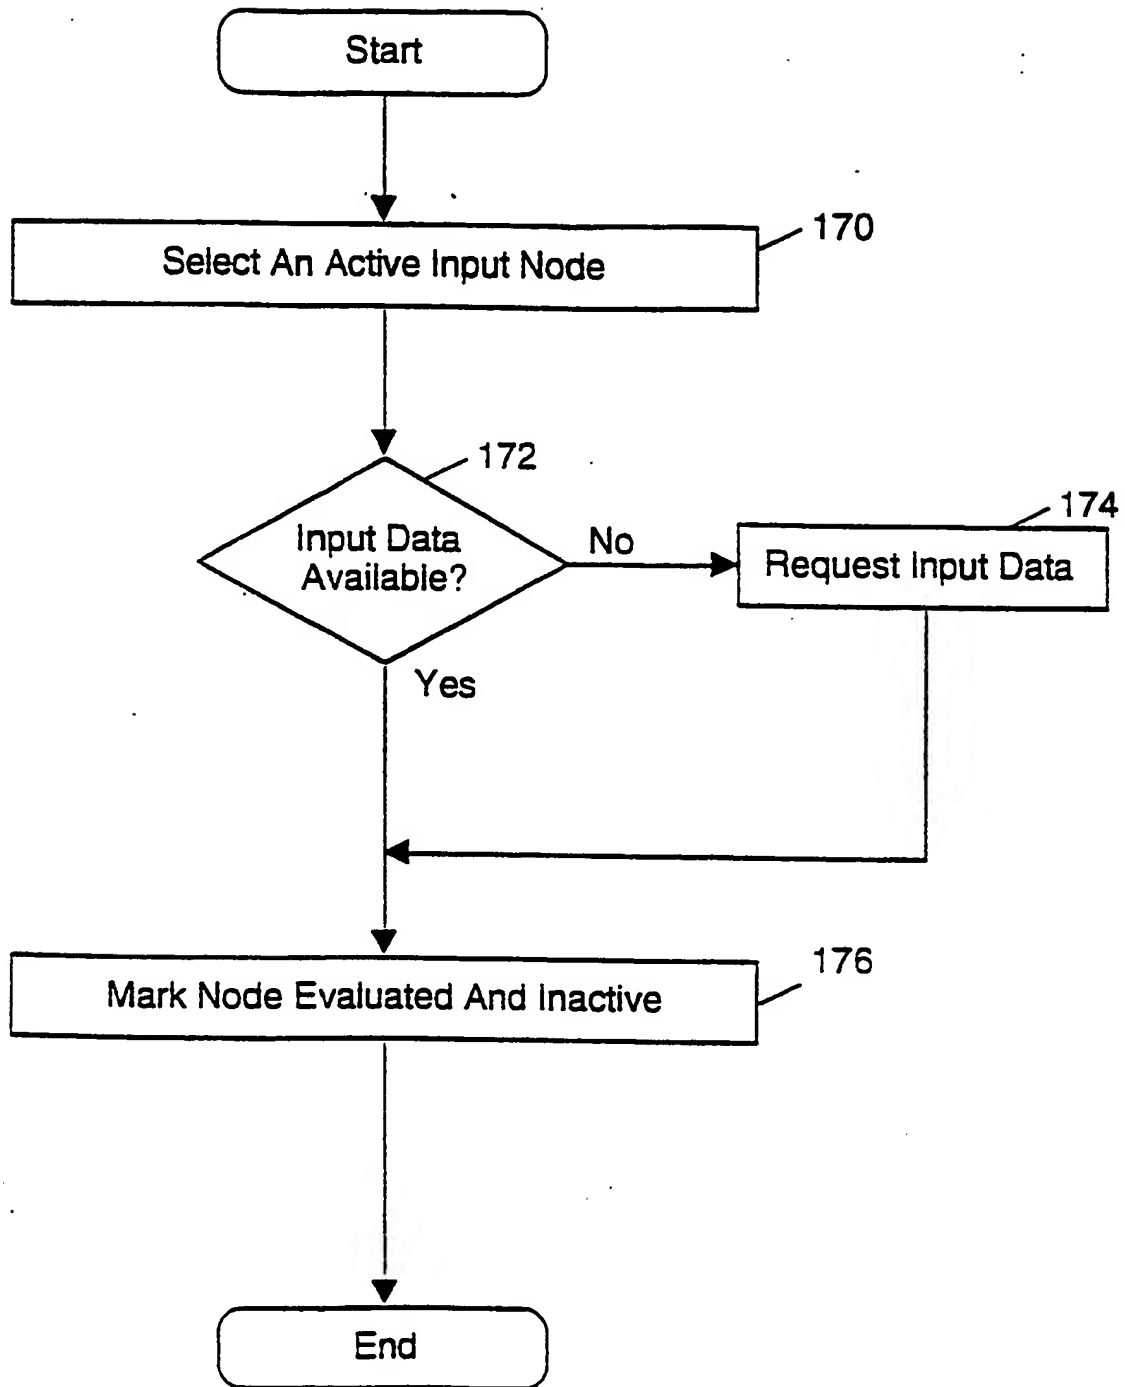 Start
170
Select An Active Input Node
172
174
Input Data
Available?
No
Request Input Data
Yes
176
Mark Node Evaluated And Inactive
End